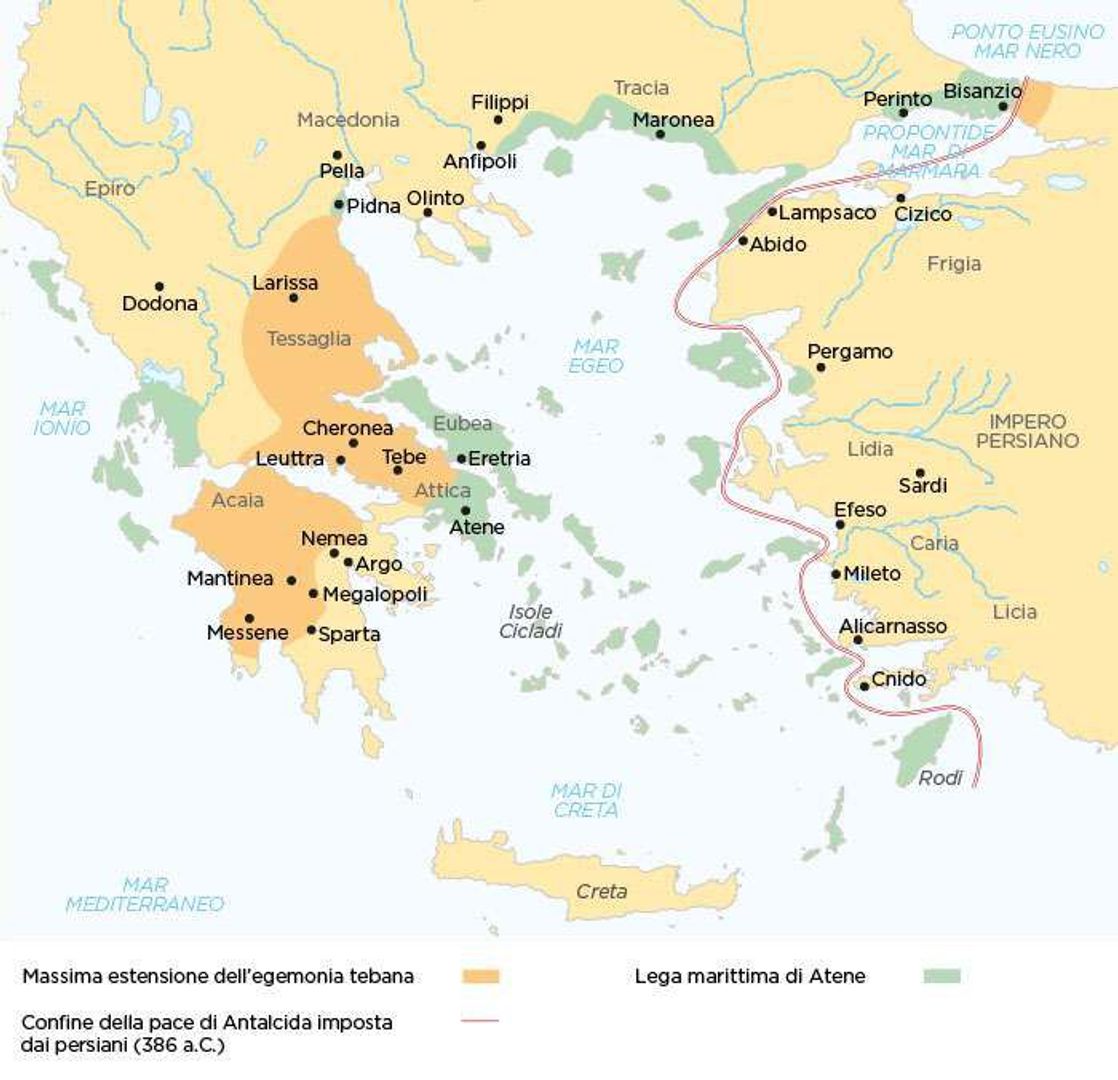 PONTO EUSINO
MAR NERO
Tracia
Filippi
Perinto
Bisanzio
Macedonia
Maronea
PROPONTIDE
MAR DI
MARMARA
Anfipoli
Pella
Epiro
Pidna
Olinto
Lampsaco
Cizico
Abido
Frigia
Larissa
Dodona
Tessaglia
MAR
EGEO
Pergamo
MAR
IONIO
Cheronea
Eubea
IMPERO
PERSIANO
Leuttra
Tebe
Eretria
Lidia
Sardi
Acaia
Attica
Atene
Efeso
Nemea
Argo
Caria
Mantinea
Mileto
Megalopoli
Isole
Cicladi
Licia
Messene
Sparta
Alicarnasso
Cnido
Rodi
MAR DI
CRETA
MAR
MEDITERRANEO
Creta
Massima estensione dell'egemonia tebana
Lega marittima di Atene
Confine della pace di Antalcida imposta
dai persiani (386 a.C.)